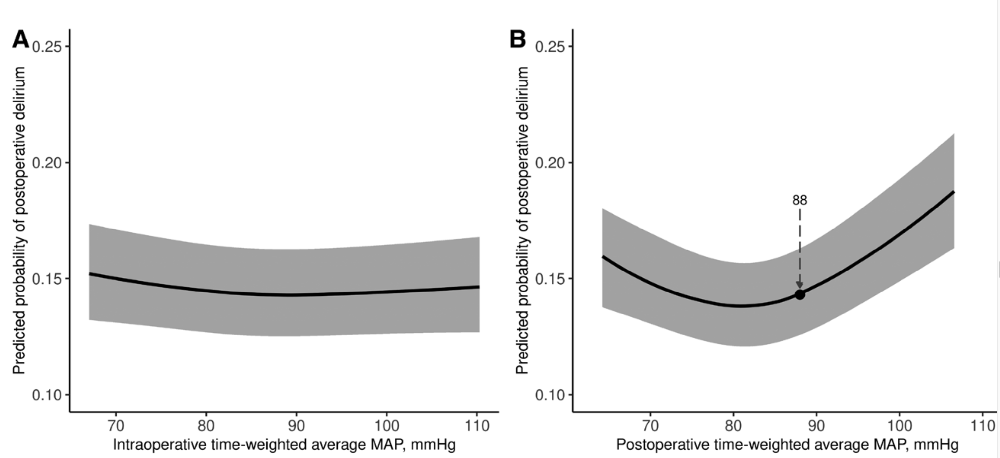 A
0.25
0.20
0.15
0.10
Predicted probability of postoperative delirium
70 80 90 100 110
Intraoperative time-weighted average MAP, mmHg
B
0.25
0.20
0.15
0.10
Predicted probability of postoperative delirium
88
70 80 90 100 110
Postoperative time-weighted average MAP, mmHg